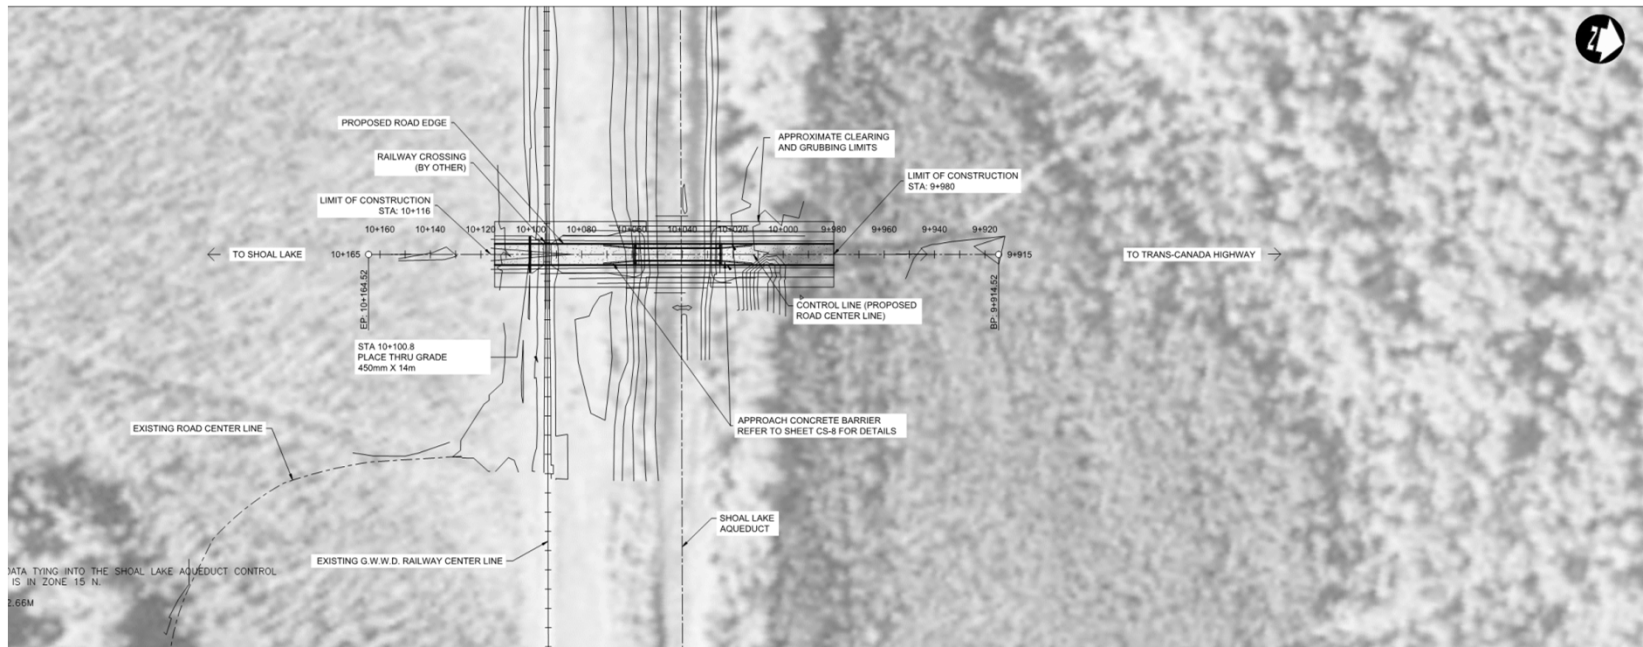 Z
PROPOSED ROAD EDGE
APPROXIMATE CLEARING
AND GRUBBING LIMITS
RAILWAY CROSSING
(BY OTHER)
LIMIT OF CONSTRUCTION
STA: 9+980
LIMIT OF CONSTRUCTION
STA: 10+116
10+160 10+140 10+120 10+100 10+080 10+060 10+040 10+020 10+000 9+980 9+960 9+940 9+920
TO SHOAL LAKE
10+165
9+915
TO TRANS-CANADA HIGHWAY
EP: 10+164.52
BP: 9+914.52
CONTROL LINE (PROPOSED
ROAD CENTER LINE)
STA 10+100.8
PLACE THRU GRADE
450mm X 14m
APPROACH CONCRETE BARRIER
REFER TO SHEET CS-8 FOR DETAILS
EXISTING ROAD CENTER LINE
SHOAL LAKE
AQUEDUCT
EXISTING G.W.W.D. RAILWAY CENTER LINE
DATA TYING INTO THE SHOAL LAKE AQUEDUCT CONTROL
IS IN ZONE 15 N.
2.66M